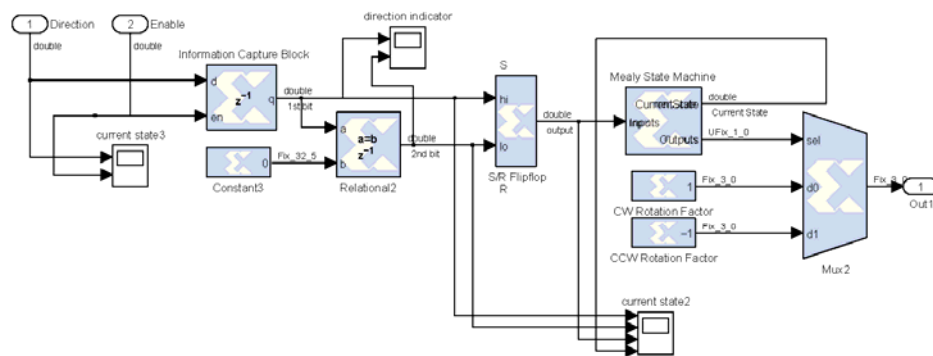 direction indicator
1 Direction
2 Enable
double
double
Information Capture Block
d
en
z⁻¹
q
double
1st bit
current state3
0
Fix_32_5
Constant3
a
b
a=b
z⁻¹
Relational2
double
2nd bit
S
hi
lo
S/R Flipflop
R
double
output
Mealy State Machine
Inputs
Outputs
double
Current State
UFix_1_0
1
Fix_3_0
CW Rotation Factor
-1
Fix_3_0
CCW Rotation Factor
sel
d0
d1
Mux2
1
Out1
current state2